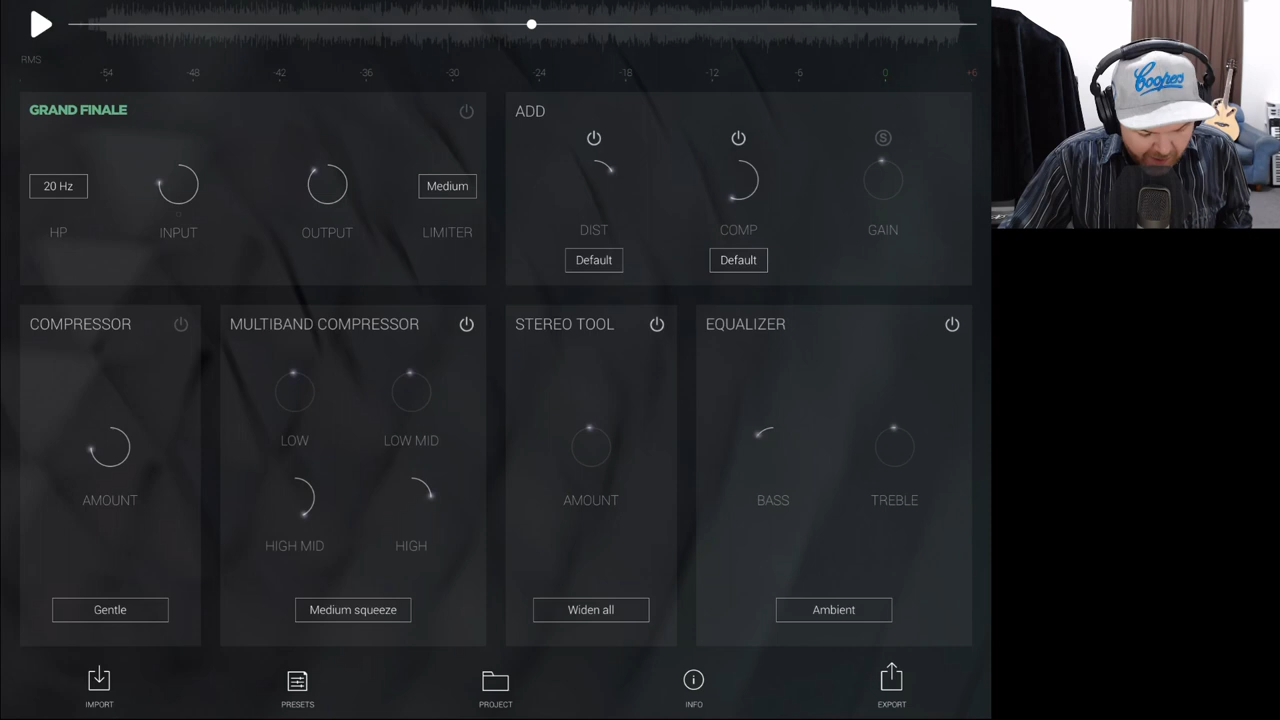 RMS
-54 -48 -42 -36 -30 -24 -18 -12 -6 0 +6
GRAND FINALE
20 Hz
HP
INPUT
OUTPUT
Medium
LIMITER
ADD
S
DIST
Default
COMP
Default
GAIN
COMPRESSOR
AMOUNT
Gentle
MULTIBAND COMPRESSOR
LOW
LOW MID
HIGH MID
HIGH
Medium squeeze
STEREO TOOL
AMOUNT
Widen all
EQUALIZER
BASS
TREBLE
Ambient
IMPORT
PRESETS
PROJECT
INFO
EXPORT
Coopers